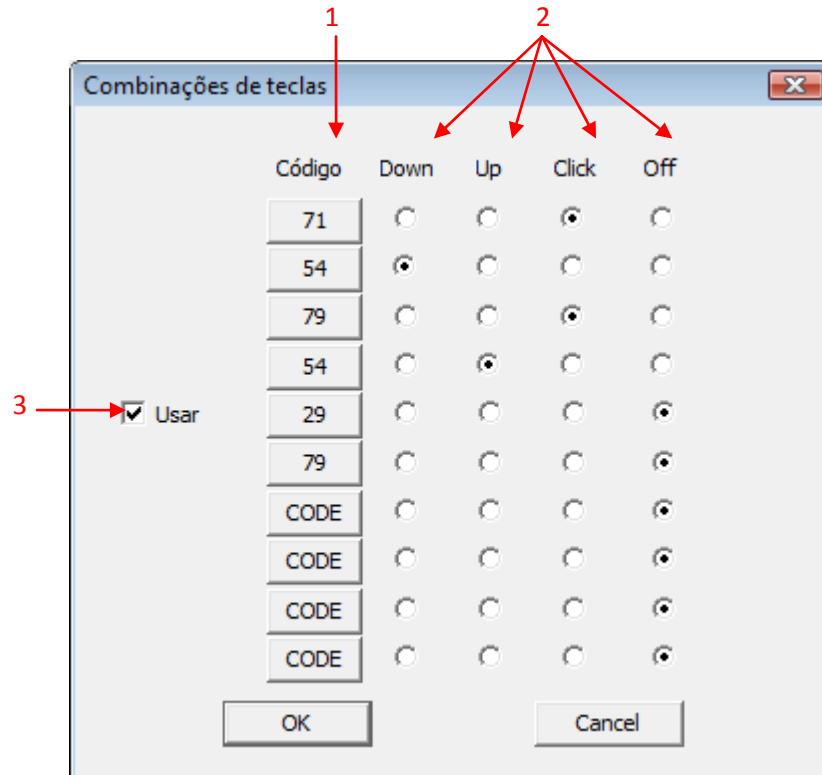 1 2
Combinações de teclas
Código Down Up Click Off
71
54
79
54
3 Usar 29
79
CODE
CODE
CODE
CODE
OK Cancel